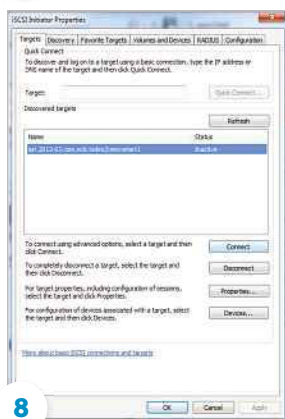 iSCSI Initiator Properties
Targets Discovery Favorite Targets Volumes and Devices RADIUS Configuration
Quick Connect
To discover and log on to a target using a basic connection, type the IP address or
DNS name of the target and then click Quick Connect.
Target:
Quick Connect...
Discovered targets
Refresh
Name Status
Inactive
To connect using advanced options, select a target and then
click Connect.
Connect
To completely disconnect a target, select the target and
then click Disconnect.
Disconnect
For target properties, including configuration of sessions,
select the target and click Properties.
Properties...
For configuration of devices associated with a target, select
the target and then click Devices.
Devices...
More about basic iSCSI connections and targets
8
OK Cancel Apply